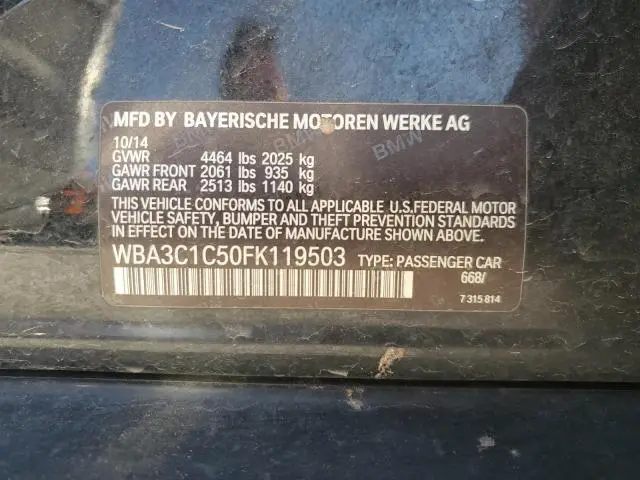 MFD BY BAYERISCHE MOTOREN WERKE AG
10/14
GVWR 4464 lbs 2025 kg
GAWR FRONT 2061 lbs 935 kg
GAWR REAR 2513 lbs 1140 kg
THIS VEHICLE CONFORMS TO ALL APPLICABLE U.S.FEDERAL MOTOR
VEHICLE SAFETY, BUMPER AND THEFT PREVENTION STANDARDS
IN EFFECT ON THE DATE OF MANUFACTURE SHOWN ABOVE.
WBA3C1C50FK119503 TYPE: PASSENGER CAR
668/
7 315 814
BMW
BMW